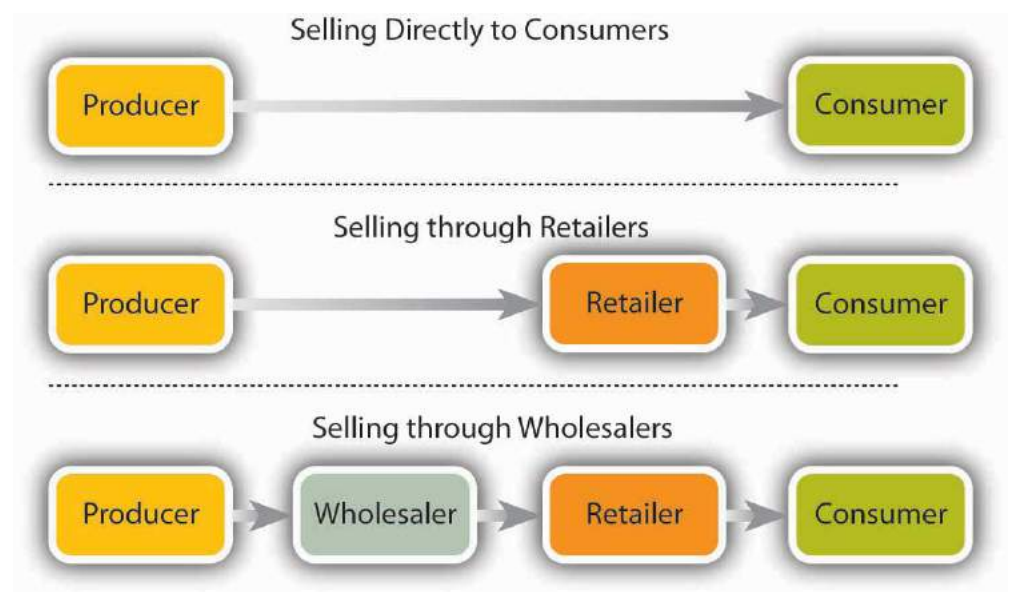 Selling Directly to Consumers
Producer
Consumer
Selling through Retailers
Producer
Retailer
Consumer
Selling through Wholesalers
Producer
Wholesaler
Retailer
Consumer